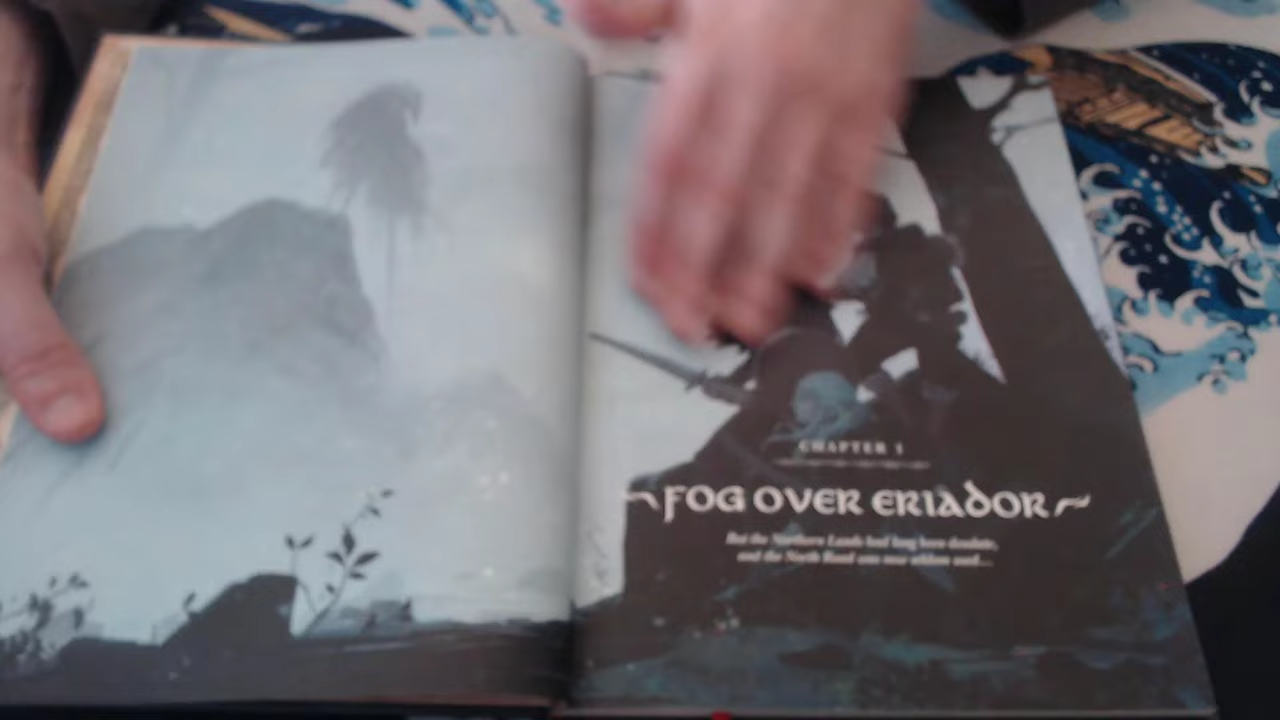 CHAPTER 1
FOG OVER ERIADOR
But the Northern Lands had long been desolate,
and the North Road was now seldom used...